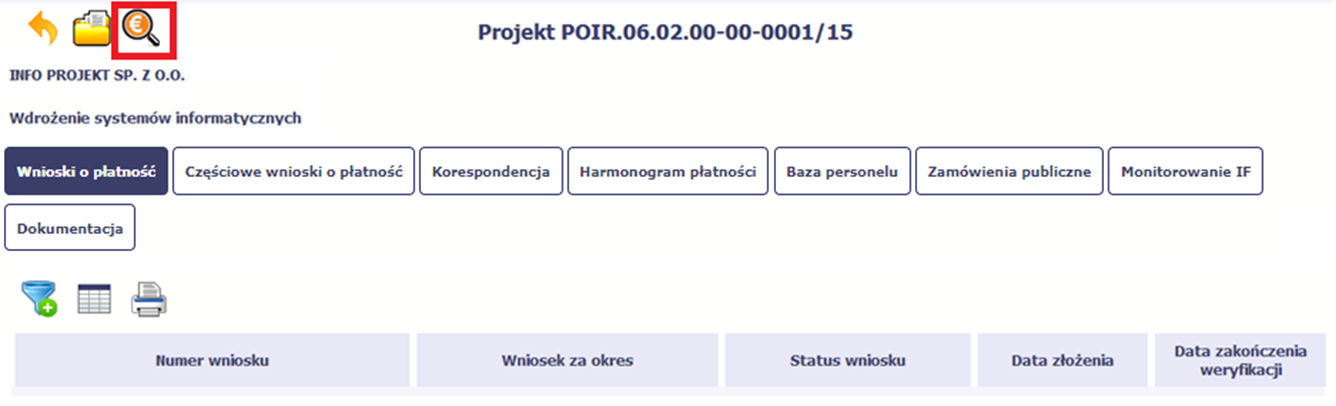 Projekt POIR.06.02.00-00-0001/15
INFO PROJEKT SP. Z O.O.
Wdrożenie systemów informatycznych
Wnioski o płatność Częściowe wnioski o płatność Korespondencja Harmonogram płatności Baza personelu Zamówienia publiczne Monitorowanie IF
Dokumentacja
Numer wniosku Wniosek za okres Status wniosku Data złożenia Data zakończenia
weryfikacji